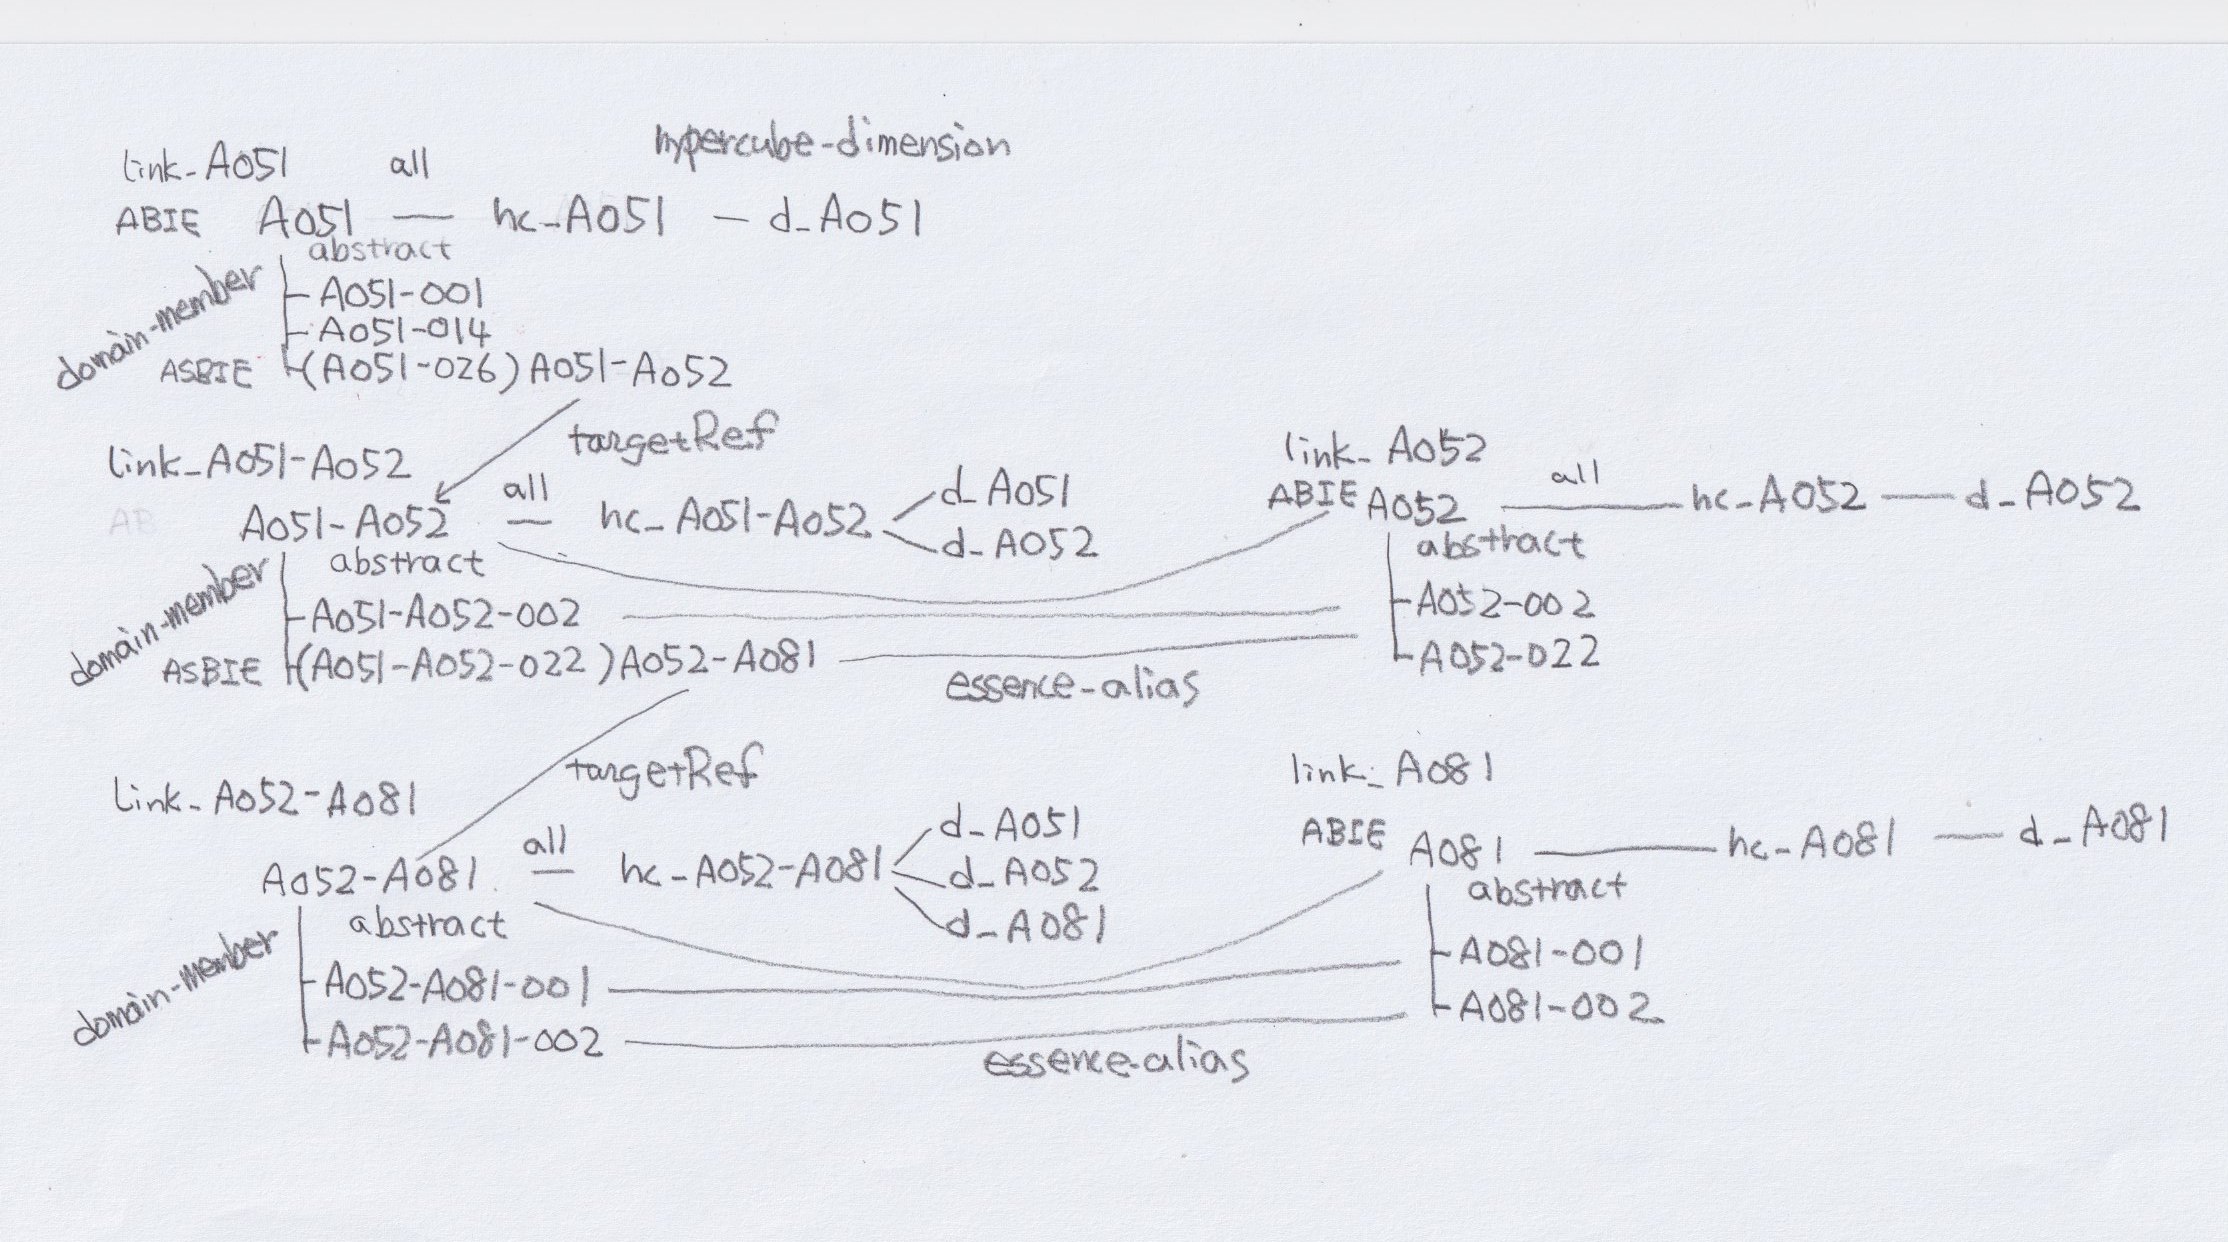 hypercube-dimension
link-A051 all
ABIE A051 — hc-A051 — d-A051
abstract
domain-member
A051-001
A051-014
ASBIE (A051-026) A051-A052
targetRef
link-A051-A052
all
AB
A051-A052 — hc-A051-A052
d-A051
d-A052
abstract
domain-member
A051-A052-002
ASBIE (A051-A052-022) A052-A081
essence-alias
link-A052
all
ABIE A052 hc-A052 — d-A052
abstract
A052-002
A052-022
targetRef
link-A052-A081
all
A052-A081 — hc-A052-A081
d-A051
d-A052
d-A081
abstract
domain-member
A052-A081-001
A052-A081-002
essence-alias
link-A081
ABIE A081 — hc-A081 — d-A081
abstract
A081-001
A081-002